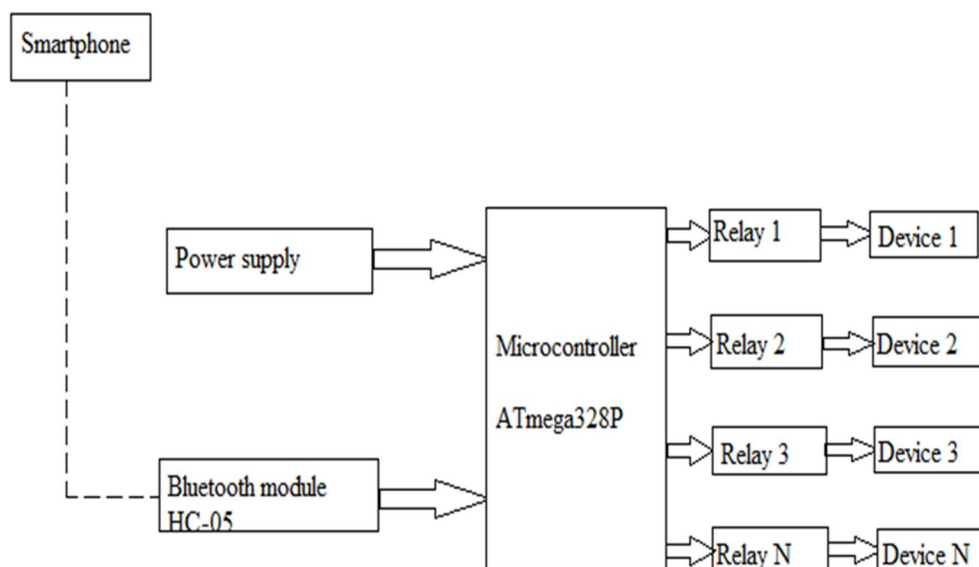 Smartphone
Power supply
Relay 1
Device 1
Microcontroller
ATmega328P
Relay 2
Device 2
Relay 3
Device 3
Bluetooth module
HC-05
Relay N
Device N